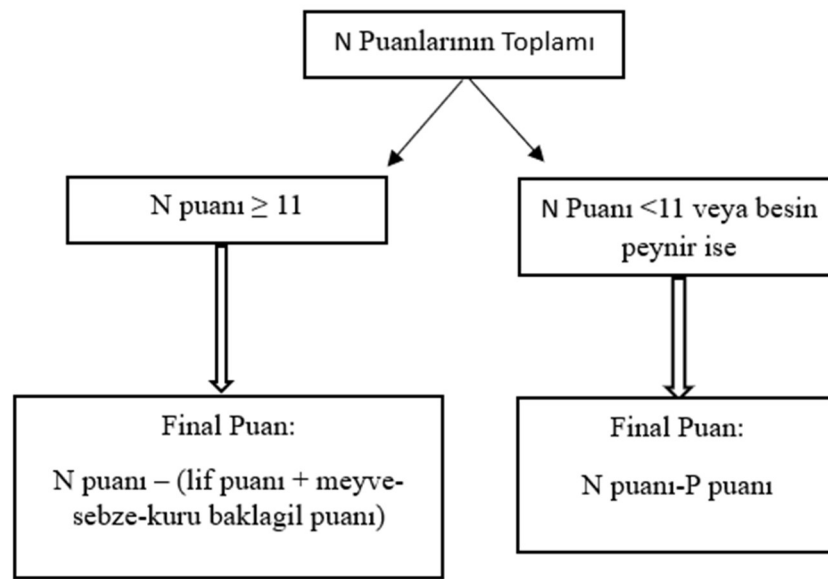 N Puanlarının Toplamı
N puanı ≥ 11
N Puanı <11 veya besin
peynir ise
Final Puan:
N puanı – (lif puanı + meyve-
sebze-kuru baklagil puanı)
Final Puan:
N puanı-P puanı